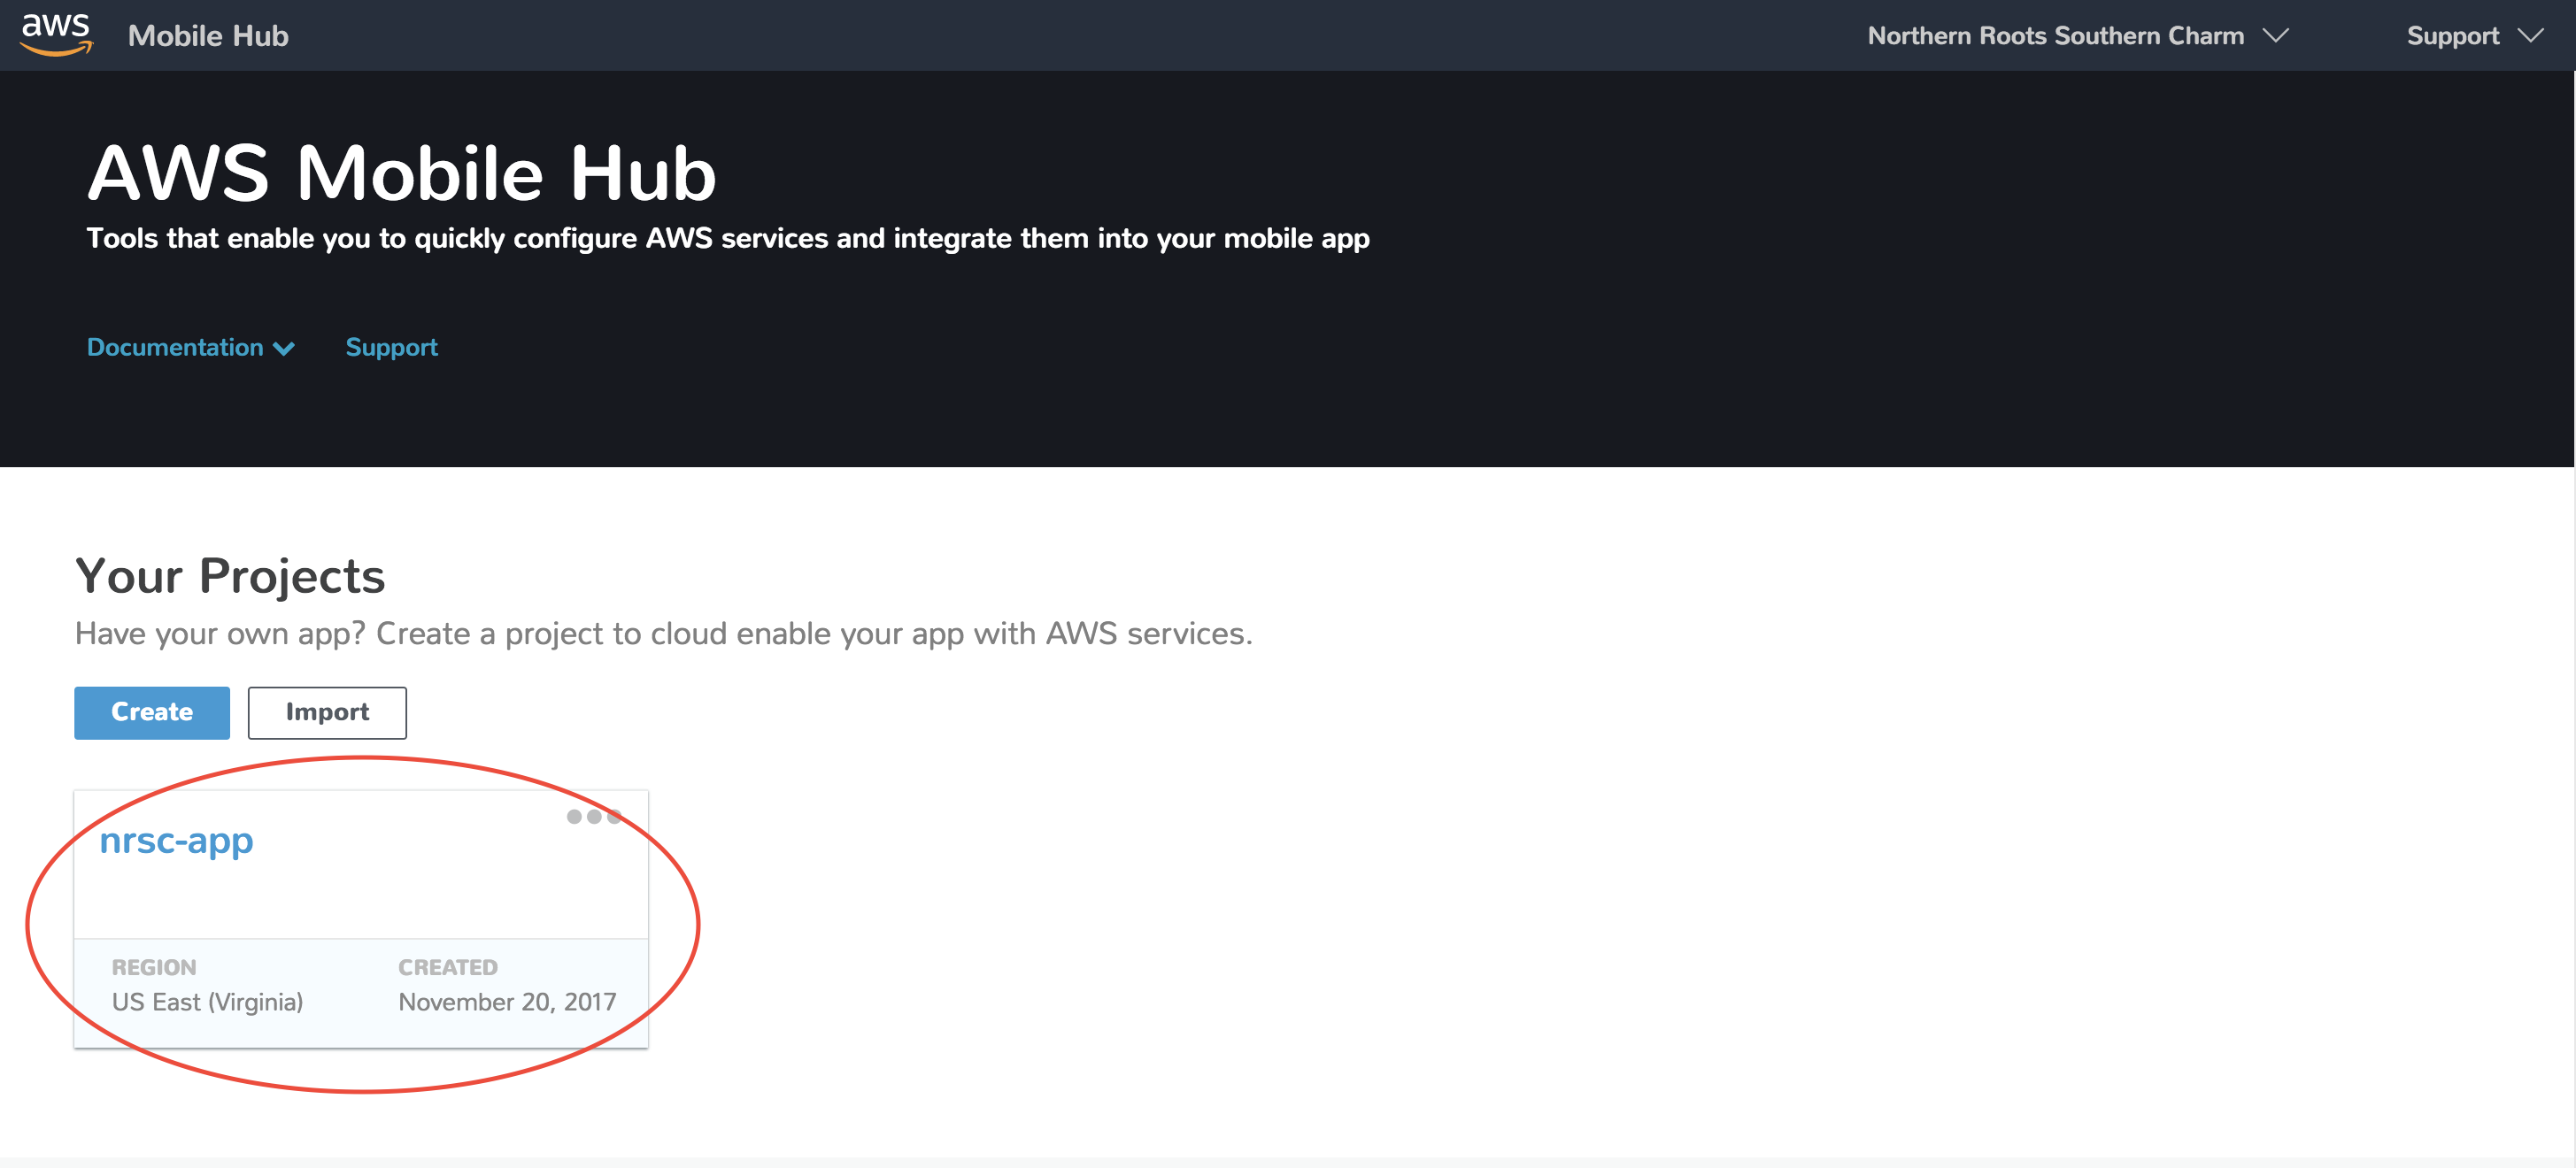 aws Mobile Hub Northern Roots Southern Charm Support
AWS Mobile Hub
Tools that enable you to quickly configure AWS services and integrate them into your mobile app
Documentation Support
Your Projects
Have your own app? Create a project to cloud enable your app with AWS services.
Create Import
nrsc-app
REGION CREATED
US East (Virginia) November 20, 2017